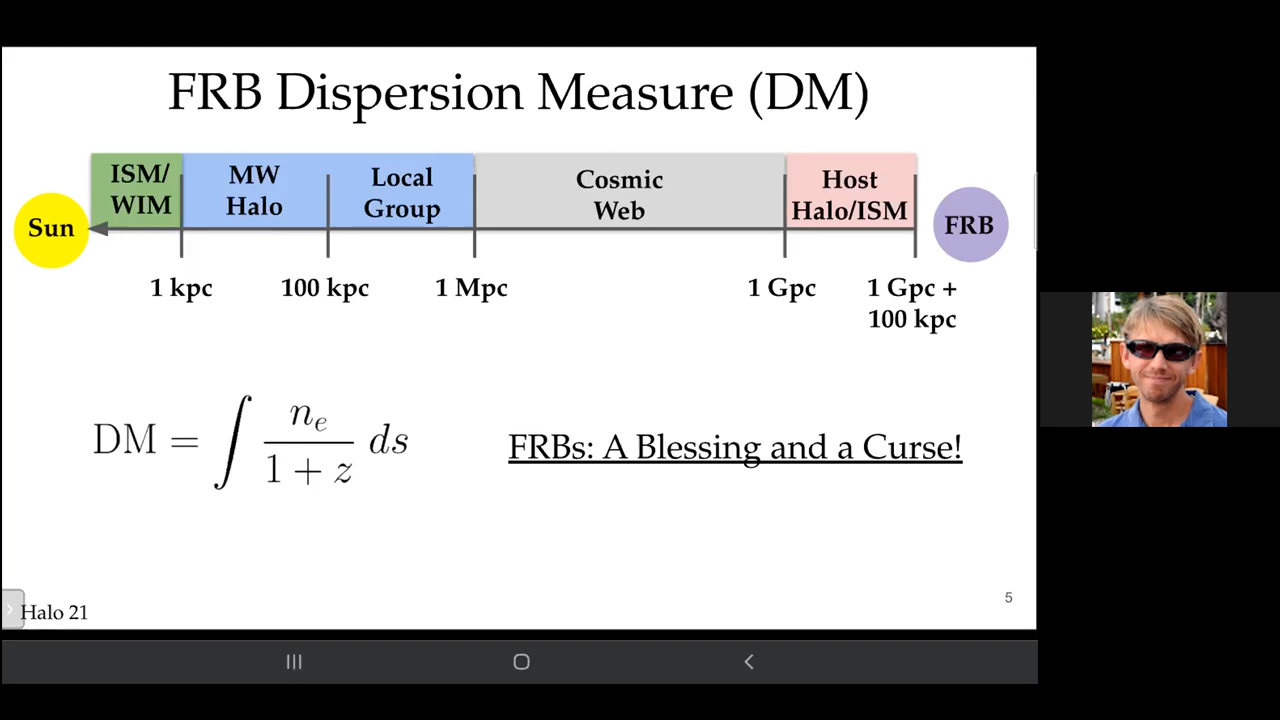 FRB Dispersion Measure (DM)
ISM/
WIM
MW
Halo
Local
Group
Cosmic
Web
Host
Halo/ISM
Sun
FRB
1 kpc
100 kpc
1 Mpc
1 Gpc
1 Gpc +
100 kpc
DM = ∫ n_e / (1 + z) ds
FRBs: A Blessing and a Curse!
5
Halo 21